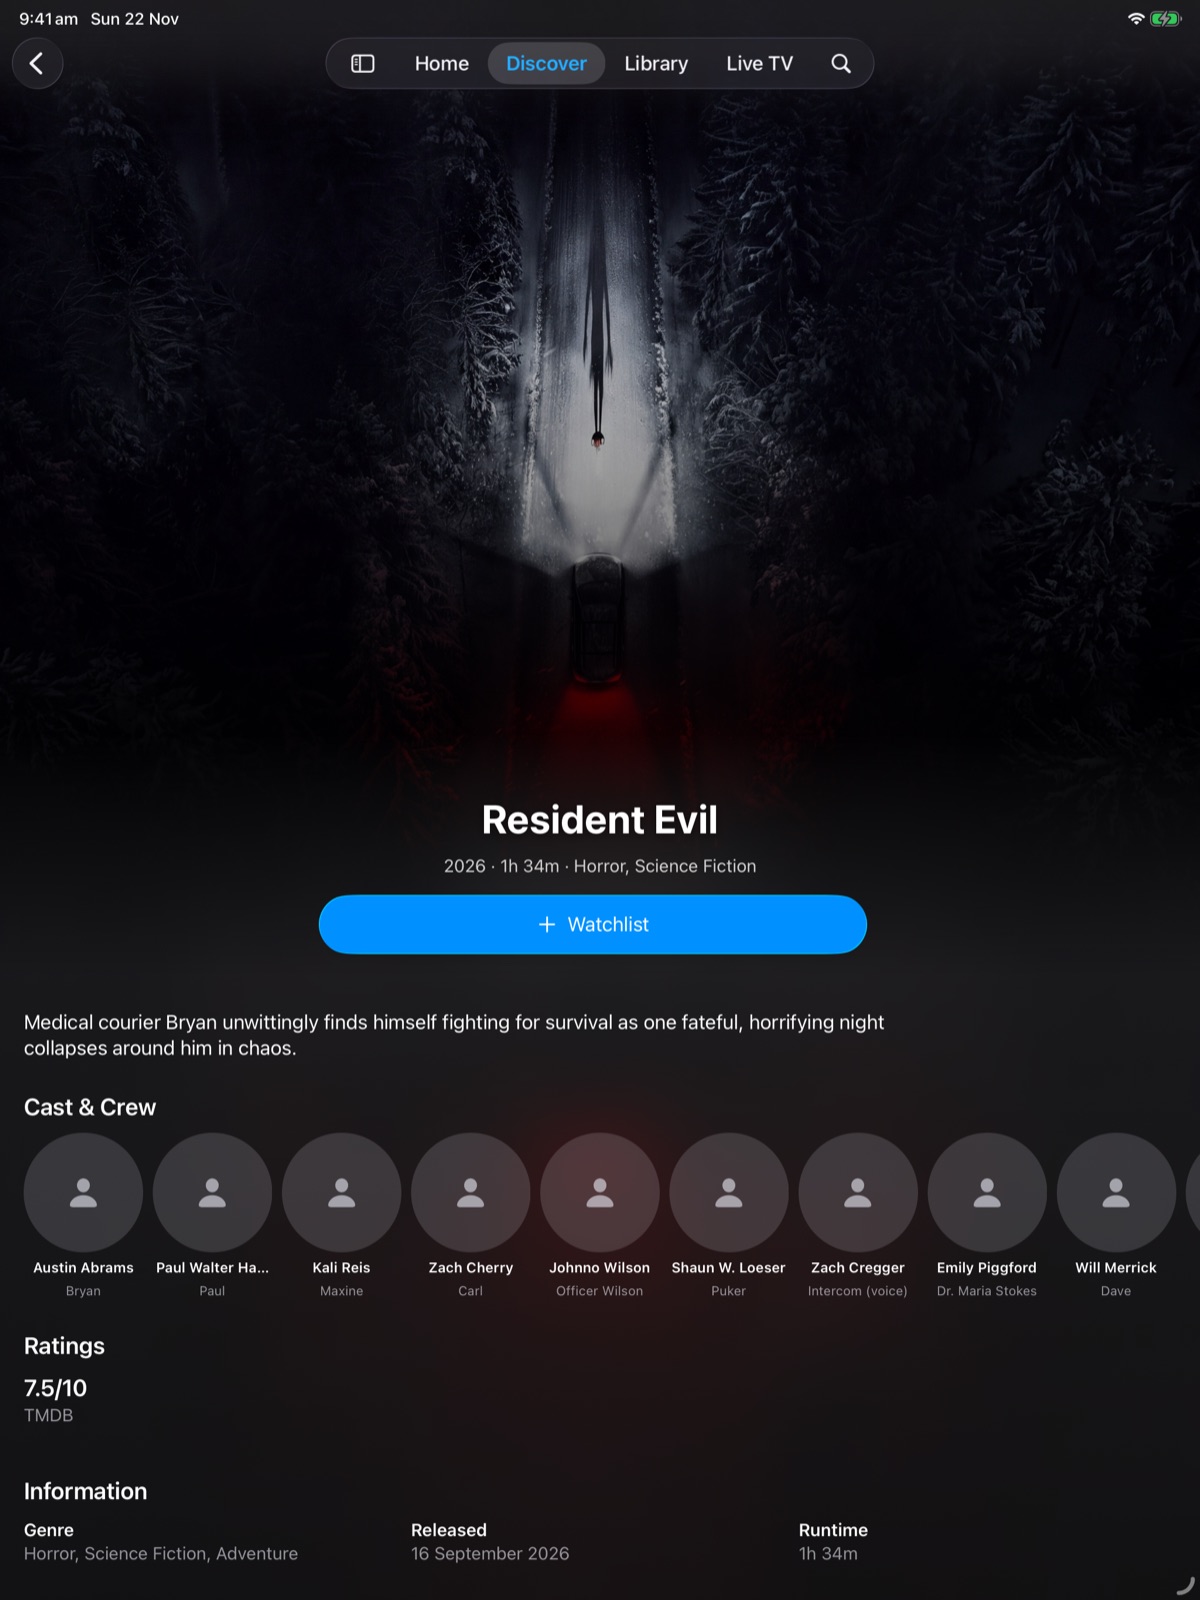 9:41 am Sun 22 Nov
Home Discover Library Live TV
Resident Evil
2026 · 1h 34m · Horror, Science Fiction
+ Watchlist
Medical courier Bryan unwittingly finds himself fighting for survival as one fateful, horrifying night
collapses around him in chaos.
Cast & Crew
Austin Abrams Paul Walter Ha... Kali Reis Zach Cherry Johnno Wilson Shaun W. Loeser Zach Cregger Emily Piggford Will Merrick
Bryan Paul Maxine Carl Officer Wilson Puker Intercom (voice) Dr. Maria Stokes Dave
Ratings
7.5/10
TMDB
Information
Genre Released Runtime
Horror, Science Fiction, Adventure 16 September 2026 1h 34m